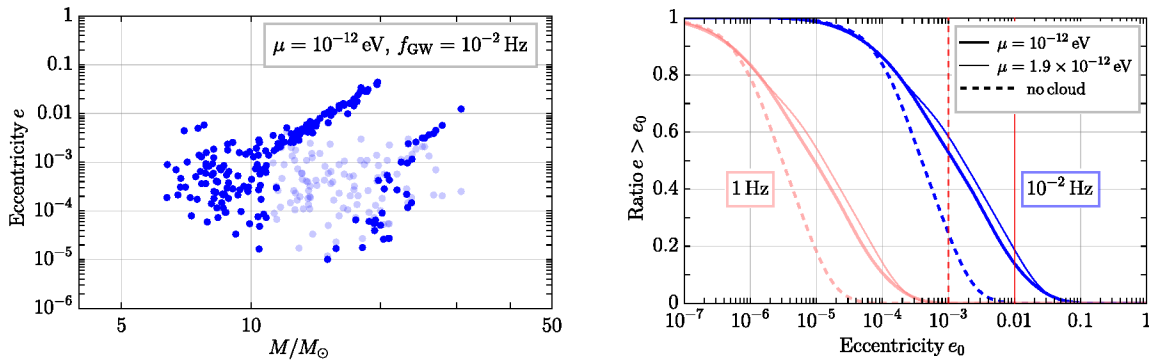 μ = 10⁻¹² eV, f_GW = 10⁻² Hz
Eccentricity e
1
0.1
0.01
10⁻³
10⁻⁴
10⁻⁵
10⁻⁶
5 10 20 50
M/M⊙
μ = 10⁻¹² eV
μ = 1.9 × 10⁻¹² eV
no cloud
Ratio e > e₀
1
0.8
0.6
0.4
0.2
0
1 Hz
10⁻² Hz
10⁻⁷ 10⁻⁶ 10⁻⁵ 10⁻⁴ 10⁻³ 0.01 0.1 1
Eccentricity e₀